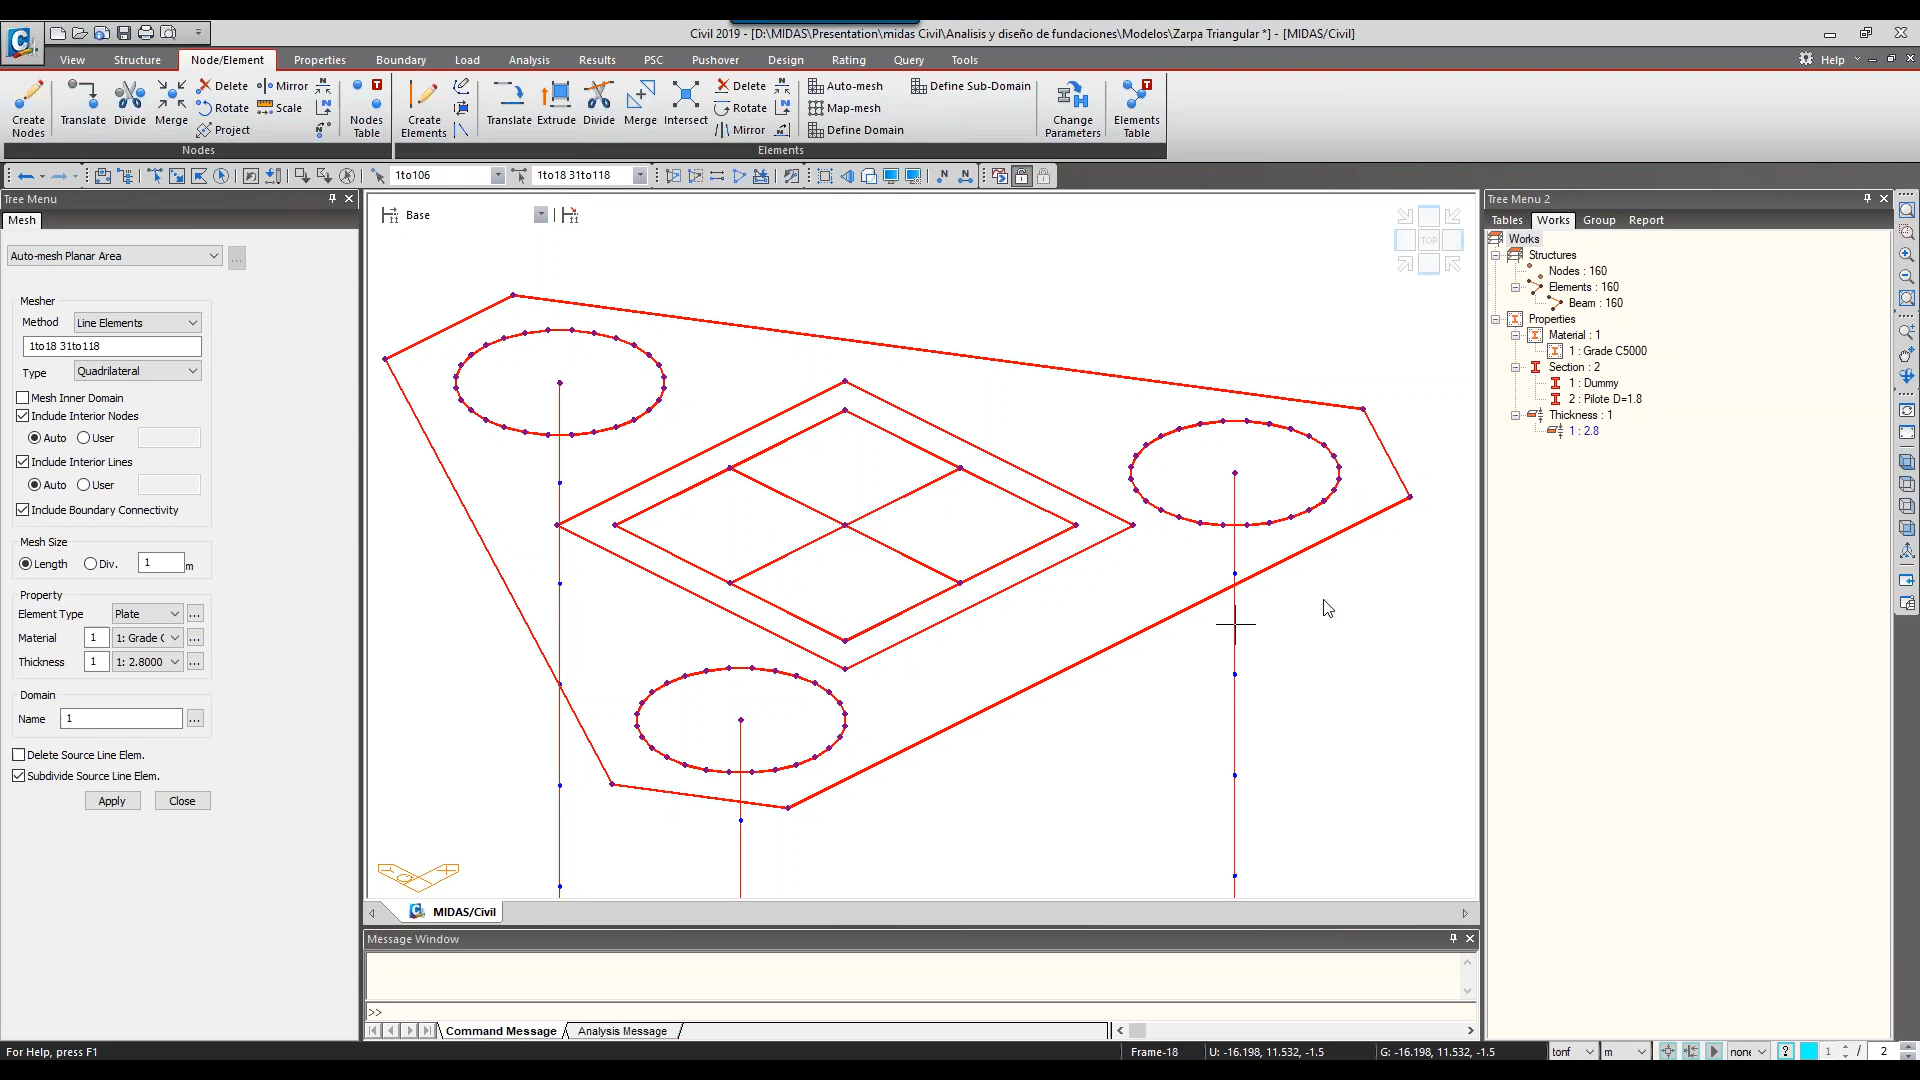 Civil 2019 - [D:\MIDAS\Presentation\midas Civil\Analisis y diseño de fundaciones\Modelos\Zarpa Triangular *] - [MIDAS/Civil]
View Structure Node/Element Properties Boundary Load Analysis Results PSC Pushover Design Rating Query Tools Help
Create Nodes
Translate
Divide
Merge
Delete
Rotate
Project
Mirror
Scale
Nodes Table
Create Elements
Translate
Extrude
Divide
Merge
Intersect
Delete
Rotate
Mirror
Auto-mesh
Map-mesh
Define Domain
Define Sub-Domain
Change Parameters
Elements Table
Nodes
Elements
1to106
1to18 31to118
Tree Menu
Mesh
Auto-mesh Planar Area
...
Mesher
Method Line Elements
1to18 31to118
Type Quadrilateral
Mesh Inner Domain
Include Interior Nodes
Auto User
Include Interior Lines
Auto User
Include Boundary Connectivity
Mesh Size
Length Div. 1 m
Property
Element Type Plate ...
Material 1 1: Grade C ...
Thickness 1 1: 2.8000 ...
Domain
Name 1 ...
Delete Source Line Elem.
Subdivide Source Line Elem.
Apply Close
Base
TOP
MIDAS/Civil
Message Window
>>
Command Message Analysis Message
Tree Menu 2
Tables Works Group Report
Works
Structures
Nodes : 160
Elements : 160
Beam : 160
Properties
Material : 1
1 : Grade C5000
Section : 2
1 : Dummy
2 : Pilote D=1.8
Thickness : 1
1 : 2.8
For Help, press F1
Frame-18 U: -16.198, 11.532, -1.5 G: -16.198, 11.532, -1.5 tonf m none ? 1 / 2